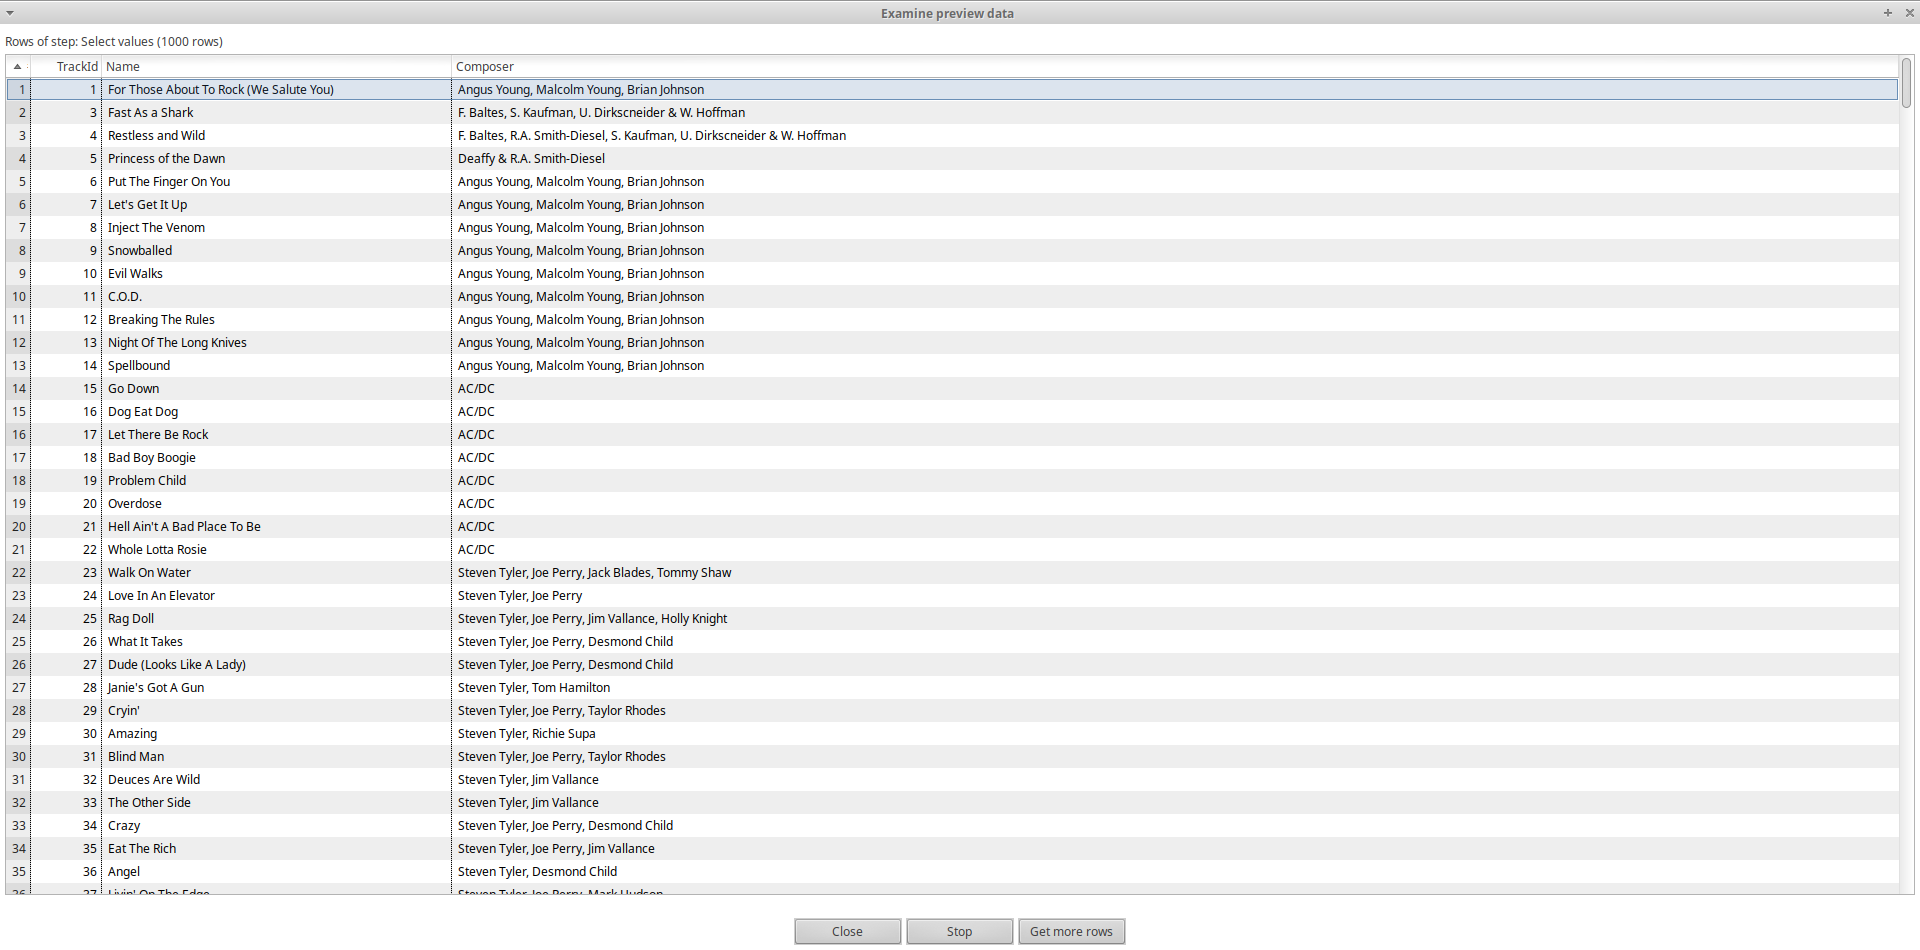 Examine preview data
Rows of step: Select values (1000 rows)
TrackId Name Composer
1 1 For Those About To Rock (We Salute You) Angus Young, Malcolm Young, Brian Johnson
2 3 Fast As a Shark F. Baltes, S. Kaufman, U. Dirkscneider & W. Hoffman
3 4 Restless and Wild F. Baltes, R.A. Smith-Diesel, S. Kaufman, U. Dirkscneider & W. Hoffman
4 5 Princess of the Dawn Deaffy & R.A. Smith-Diesel
5 6 Put The Finger On You Angus Young, Malcolm Young, Brian Johnson
6 7 Let's Get It Up Angus Young, Malcolm Young, Brian Johnson
7 8 Inject The Venom Angus Young, Malcolm Young, Brian Johnson
8 9 Snowballed Angus Young, Malcolm Young, Brian Johnson
9 10 Evil Walks Angus Young, Malcolm Young, Brian Johnson
10 11 C.O.D. Angus Young, Malcolm Young, Brian Johnson
11 12 Breaking The Rules Angus Young, Malcolm Young, Brian Johnson
12 13 Night Of The Long Knives Angus Young, Malcolm Young, Brian Johnson
13 14 Spellbound Angus Young, Malcolm Young, Brian Johnson
14 15 Go Down AC/DC
15 16 Dog Eat Dog AC/DC
16 17 Let There Be Rock AC/DC
17 18 Bad Boy Boogie AC/DC
18 19 Problem Child AC/DC
19 20 Overdose AC/DC
20 21 Hell Ain't A Bad Place To Be AC/DC
21 22 Whole Lotta Rosie AC/DC
22 23 Walk On Water Steven Tyler, Joe Perry, Jack Blades, Tommy Shaw
23 24 Love In An Elevator Steven Tyler, Joe Perry
24 25 Rag Doll Steven Tyler, Joe Perry, Jim Vallance, Holly Knight
25 26 What It Takes Steven Tyler, Joe Perry, Desmond Child
26 27 Dude (Looks Like A Lady) Steven Tyler, Joe Perry, Desmond Child
27 28 Janie's Got A Gun Steven Tyler, Tom Hamilton
28 29 Cryin' Steven Tyler, Joe Perry, Taylor Rhodes
29 30 Amazing Steven Tyler, Richie Supa
30 31 Blind Man Steven Tyler, Joe Perry, Taylor Rhodes
31 32 Deuces Are Wild Steven Tyler, Jim Vallance
32 33 The Other Side Steven Tyler, Jim Vallance
33 34 Crazy Steven Tyler, Joe Perry, Desmond Child
34 35 Eat The Rich Steven Tyler, Joe Perry, Jim Vallance
35 36 Angel Steven Tyler, Desmond Child
36 37 Livin' On The Edge Steven Tyler, Joe Perry, Mark Hudson
Close Stop Get more rows